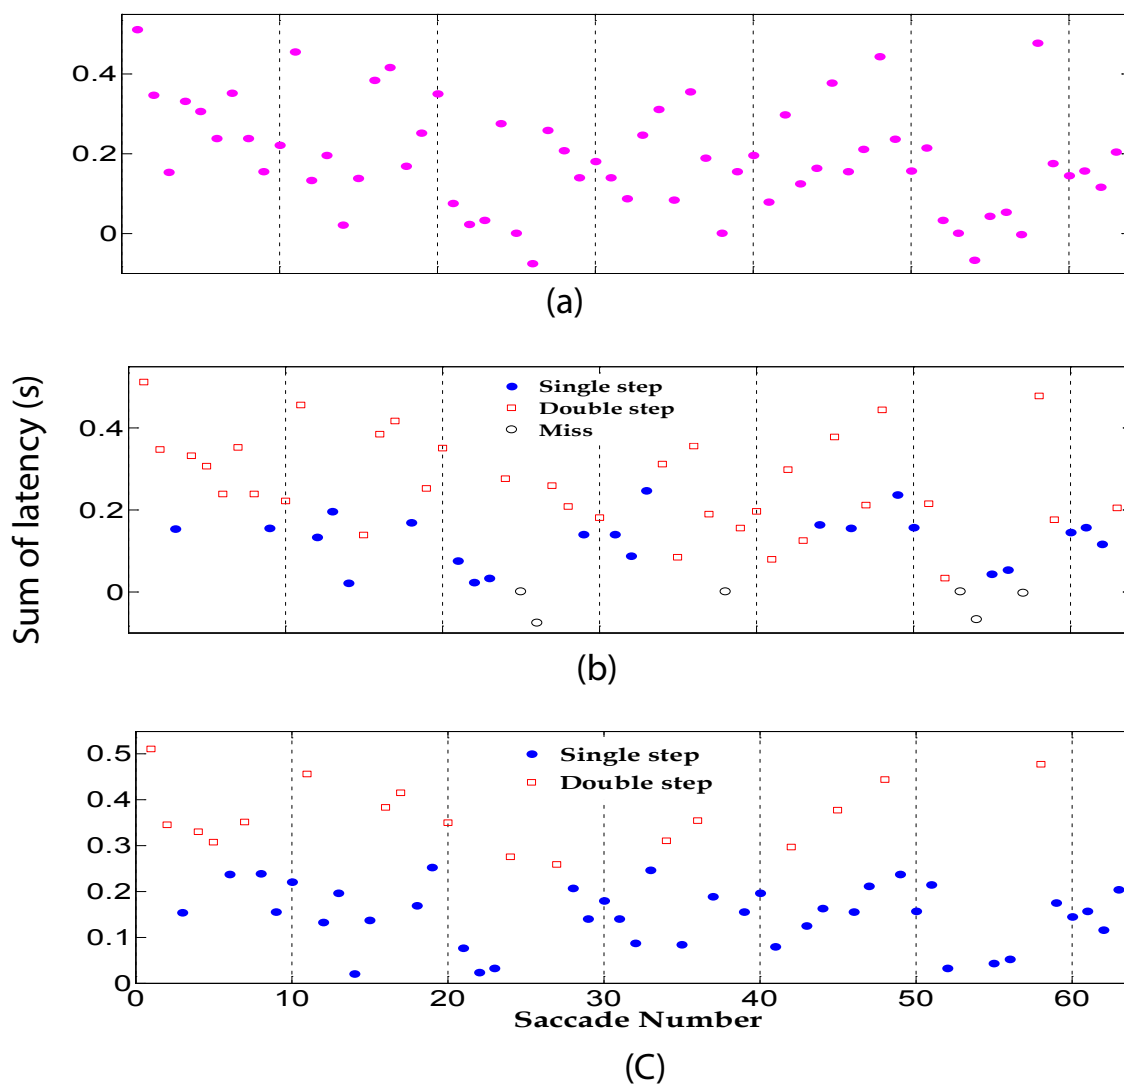 0.4
0.2
0
(a)
Sum of latency (s)
Single step
Double step
Miss
0.4
0.2
0
(b)
Single step
Double step
0.5
0.4
0.3
0.2
0.1
0
0 10 20 30 40 50 60
Saccade Number
(C)